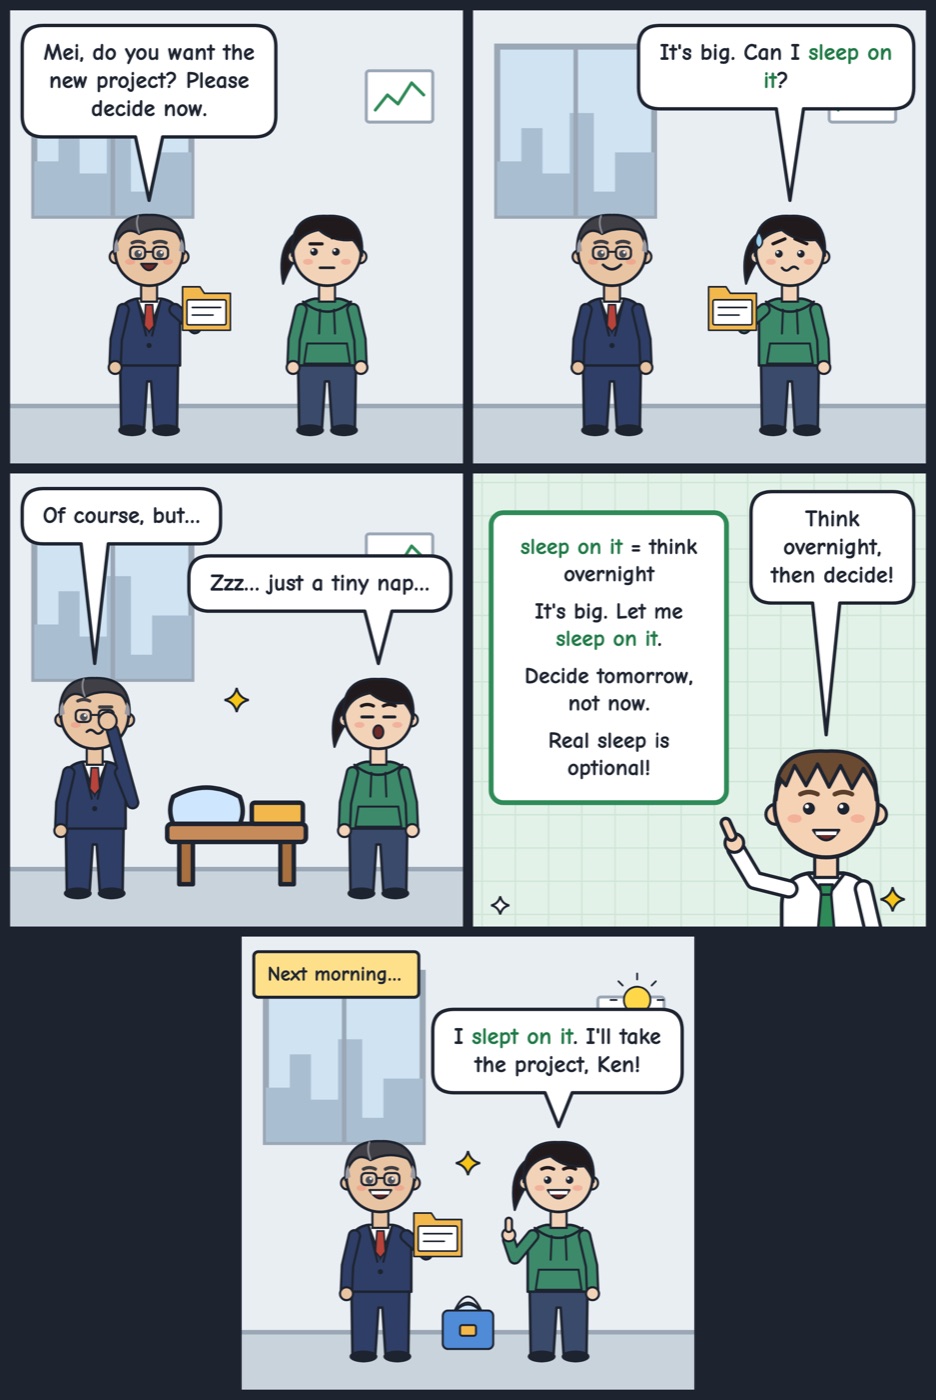 Mei, do you want the
new project? Please
decide now.
It's big. Can I sleep on
it?
Of course, but...
Zzz... just a tiny nap...
sleep on it = think
overnight
It's big. Let me
sleep on it.
Decide tomorrow,
not now.
Real sleep is
optional!
Think
overnight,
then decide!
Next morning...
I slept on it. I'll take
the project, Ken!